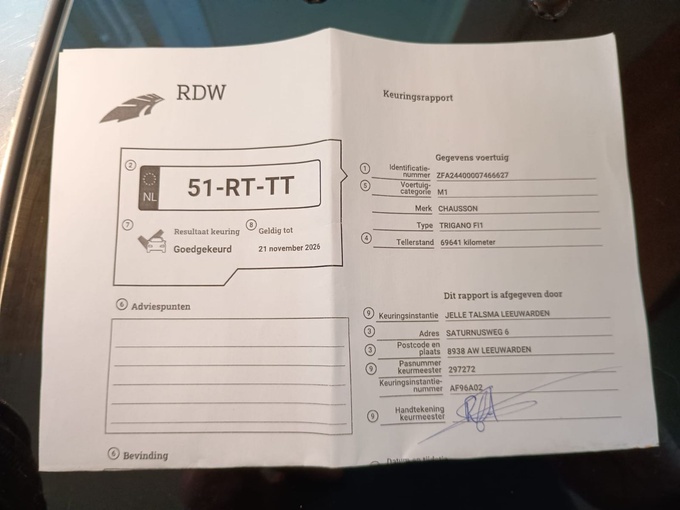 RDW
Keuringsrapport
2
NL
51-RT-TT
7
Resultaat keuring
Goedgekeurd
8
Geldig tot
21 november 2026
6 Adviespunten
6 Bevinding
Gegevens voertuig
1 Identificatie-
nummer ZFA24400007466627
5 Voertuig-
categorie M1
Merk CHAUSSON
Type TRIGANO FI1
4 Tellerstand 69641 kilometer
Dit rapport is afgegeven door
9 Keuringsinstantie JELLE TALSMA LEEUWARDEN
3 Adres SATURNUSWEG 6
3 Postcode en
plaats 8938 AW LEEUWARDEN
9 Pasnummer
keurmeester 297272
Keuringsinstantie-
nummer AF96A02
9 Handtekening
keurmeester